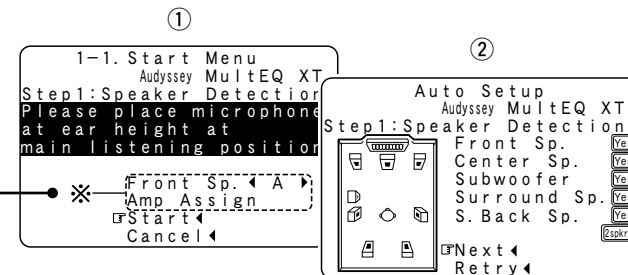 ①
1-1. Start Menu
Audyssey MultEQ XT
Step1:Speaker Detection
Please place microphone
at ear height at
main listening position
※
Front Sp. ◀ A ▶
Amp Assign
☞Start◀
Cancel◀
②
Auto Setup
Audyssey MultEQ XT
Step1:Speaker Detection
Front Sp.
Center Sp.
Subwoofer
Surround Sp.
S.Back Sp.
2spkr
☞Next◀
Retry◀